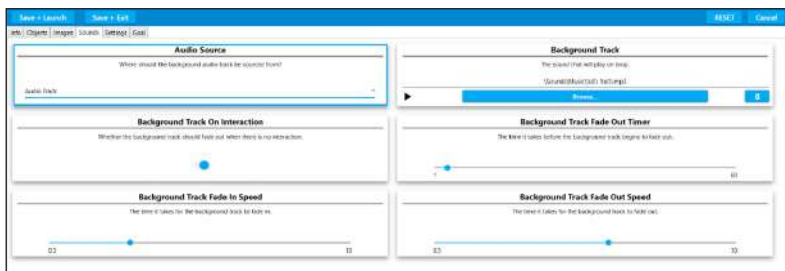 Save + Launch Save + Exit RESET Cancel
Info Objects Images Sounds Settings Goal
Audio Source
Where should the background audio track be sourced from?
Audio Track
Background Track
The sound that will play on loop.
Browse...
Background Track On Interaction
Whether the background track should fade out when there is no interaction.
Background Track Fade Out Timer
The time it takes before the background track begins to fade out.
1 60
Background Track Fade In Speed
The time it takes for the background track to fade in.
0.5 10
Background Track Fade Out Speed
The time it takes for the background track to fade out.
0.5 10